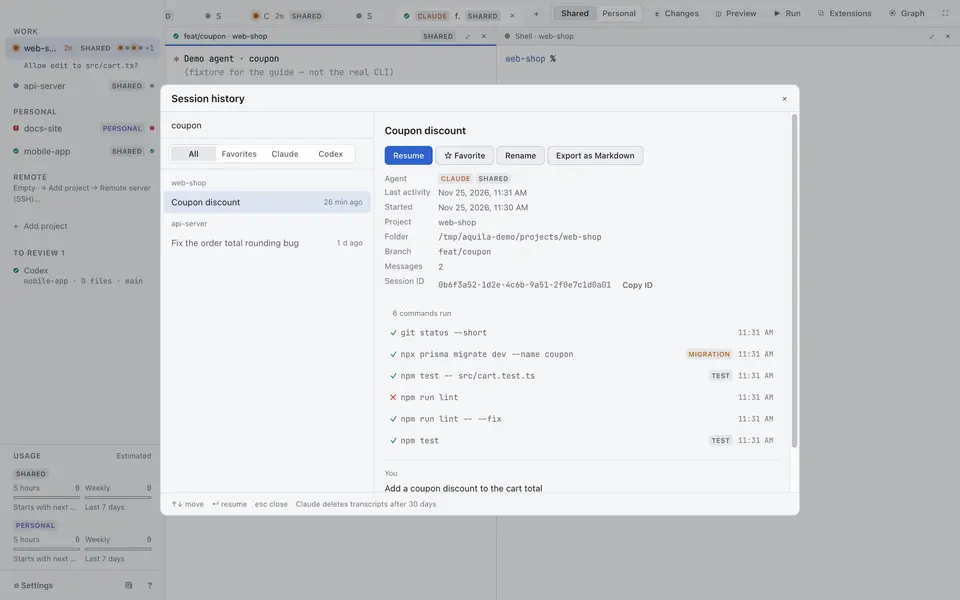 S
C 2m SHARED
S
CLAUDE f. SHARED ×
+
Shared Personal
Changes
Preview
Run
Extensions
Graph
WORK
web-s... 2m SHARED +1
Allow edit to src/cart.ts?
api-server SHARED
PERSONAL
docs-site PERSONAL
mobile-app SHARED
REMOTE
Empty · + Add project → Remote server
(SSH)...
+ Add project
TO REVIEW 1
Codex
mobile-app · 0 files · main
USAGE Estimated
SHARED
5 hours 0 Weekly 0
Starts with next ... Last 7 days
PERSONAL
5 hours 0 Weekly 0
Starts with next ... Last 7 days
Settings ?
feat/coupon · web-shop SHARED ×
Demo agent · coupon
(fixture for the guide — not the real CLI)
Shell · web-shop ×
web-shop %
Session history ×
coupon
All Favorites Claude Codex
web-shop
Coupon discount 26 min ago
api-server
Fix the order total rounding bug 1 d ago
Coupon discount
Resume ☆ Favorite Rename Export as Markdown
Agent CLAUDE SHARED
Last activity Nov 25, 2026, 11:31 AM
Started Nov 25, 2026, 11:30 AM
Project web-shop
Folder /tmp/aquila-demo/projects/web-shop
Branch feat/coupon
Messages 2
Session ID 0b6f3a52-1d2e-4c6b-9a51-2f0e7c1d0a01 Copy ID
6 commands run
✓ git status --short 11:31 AM
✓ npx prisma migrate dev --name coupon MIGRATION 11:31 AM
✓ npm test -- src/cart.test.ts TEST 11:31 AM
✕ npm run lint 11:31 AM
✓ npm run lint -- --fix 11:31 AM
✓ npm test TEST 11:31 AM
You
Add a coupon discount to the cart total
↑↓ move ↵ resume esc close Claude deletes transcripts after 30 days